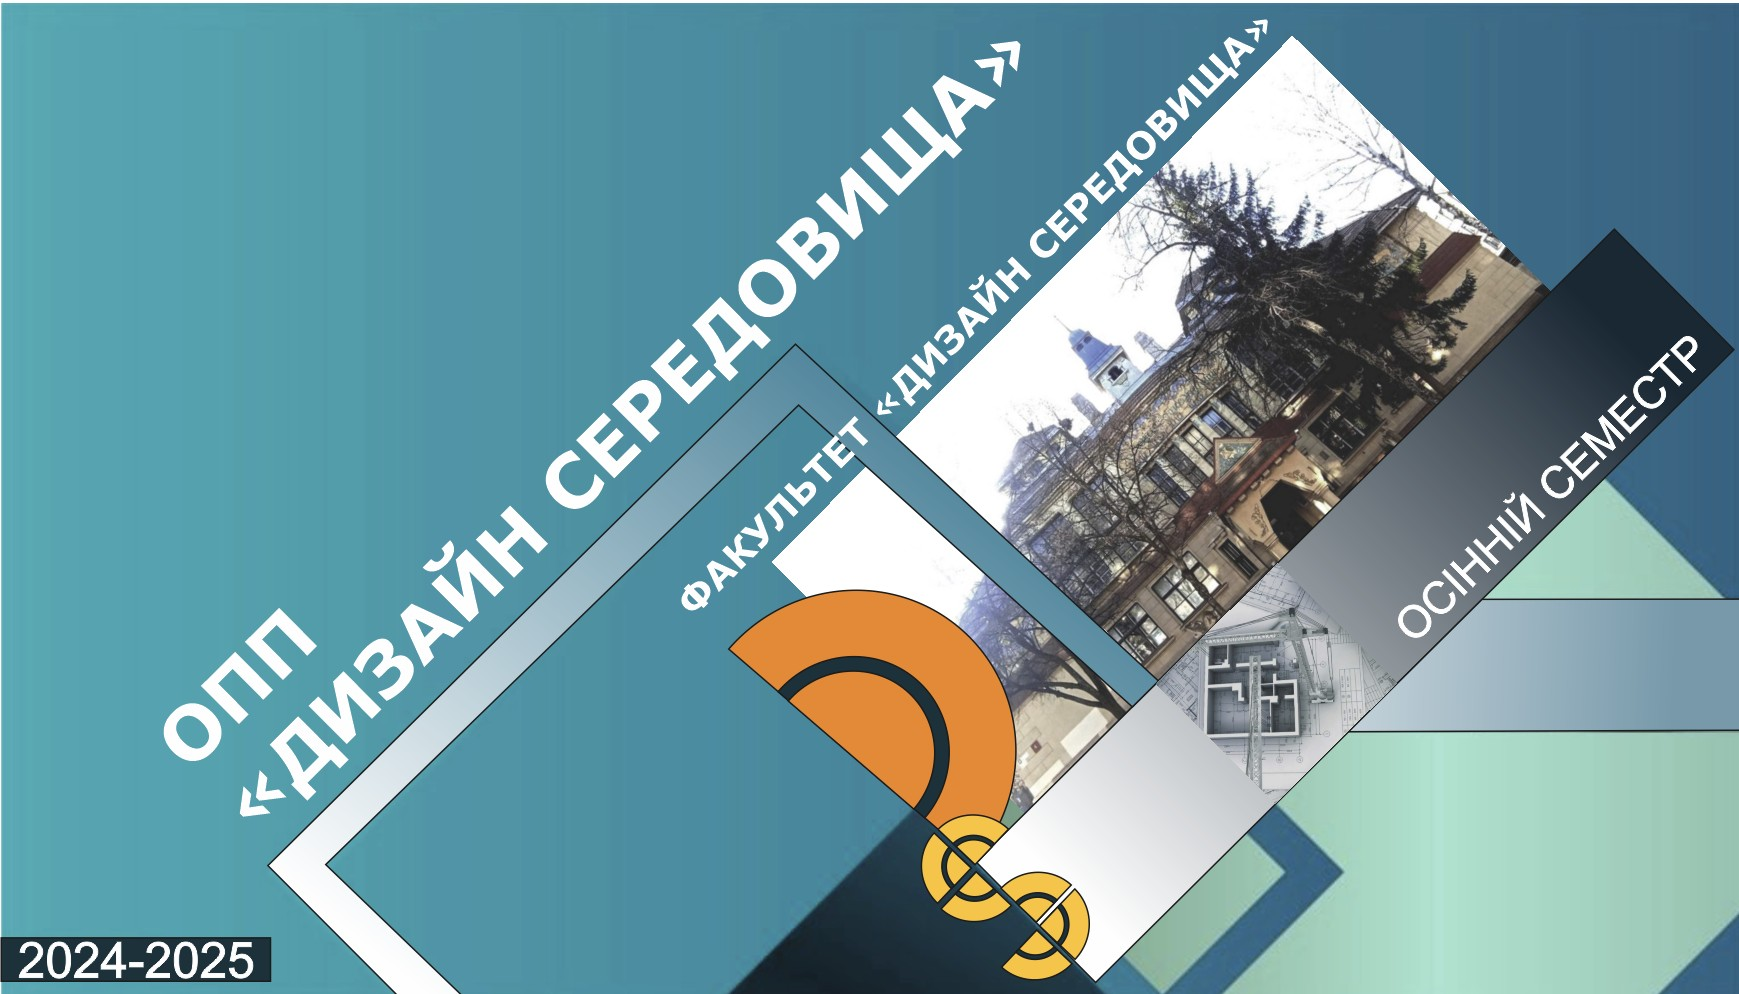 ОПП
«ДИЗАЙН СЕРЕДОВИЩА»
ФАКУЛЬТЕТ «ДИЗАЙН СЕРЕДОВИЩА»
ОСІННІЙ СЕМЕСТР
2024-2025